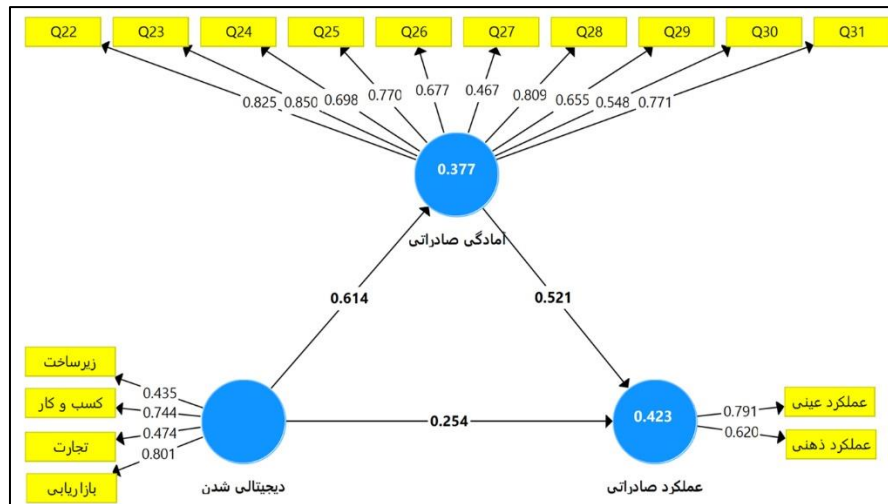 Q22 Q23 Q24 Q25 Q26 Q27 Q28 Q29 Q30 Q31
0.825 0.850 0.698 0.770 0.677 0.467 0.809 0.655 0.548 0.771
0.377
آمادگی صادراتی
0.614 0.521
زیرساخت
0.435
کسب و کار
0.744
تجارت
0.474
بازاریابی
0.801
دیجیتالی شدن
0.254
0.423
عملکرد صادراتی
0.791
عملکرد عینی
0.620
عملکرد ذهنی